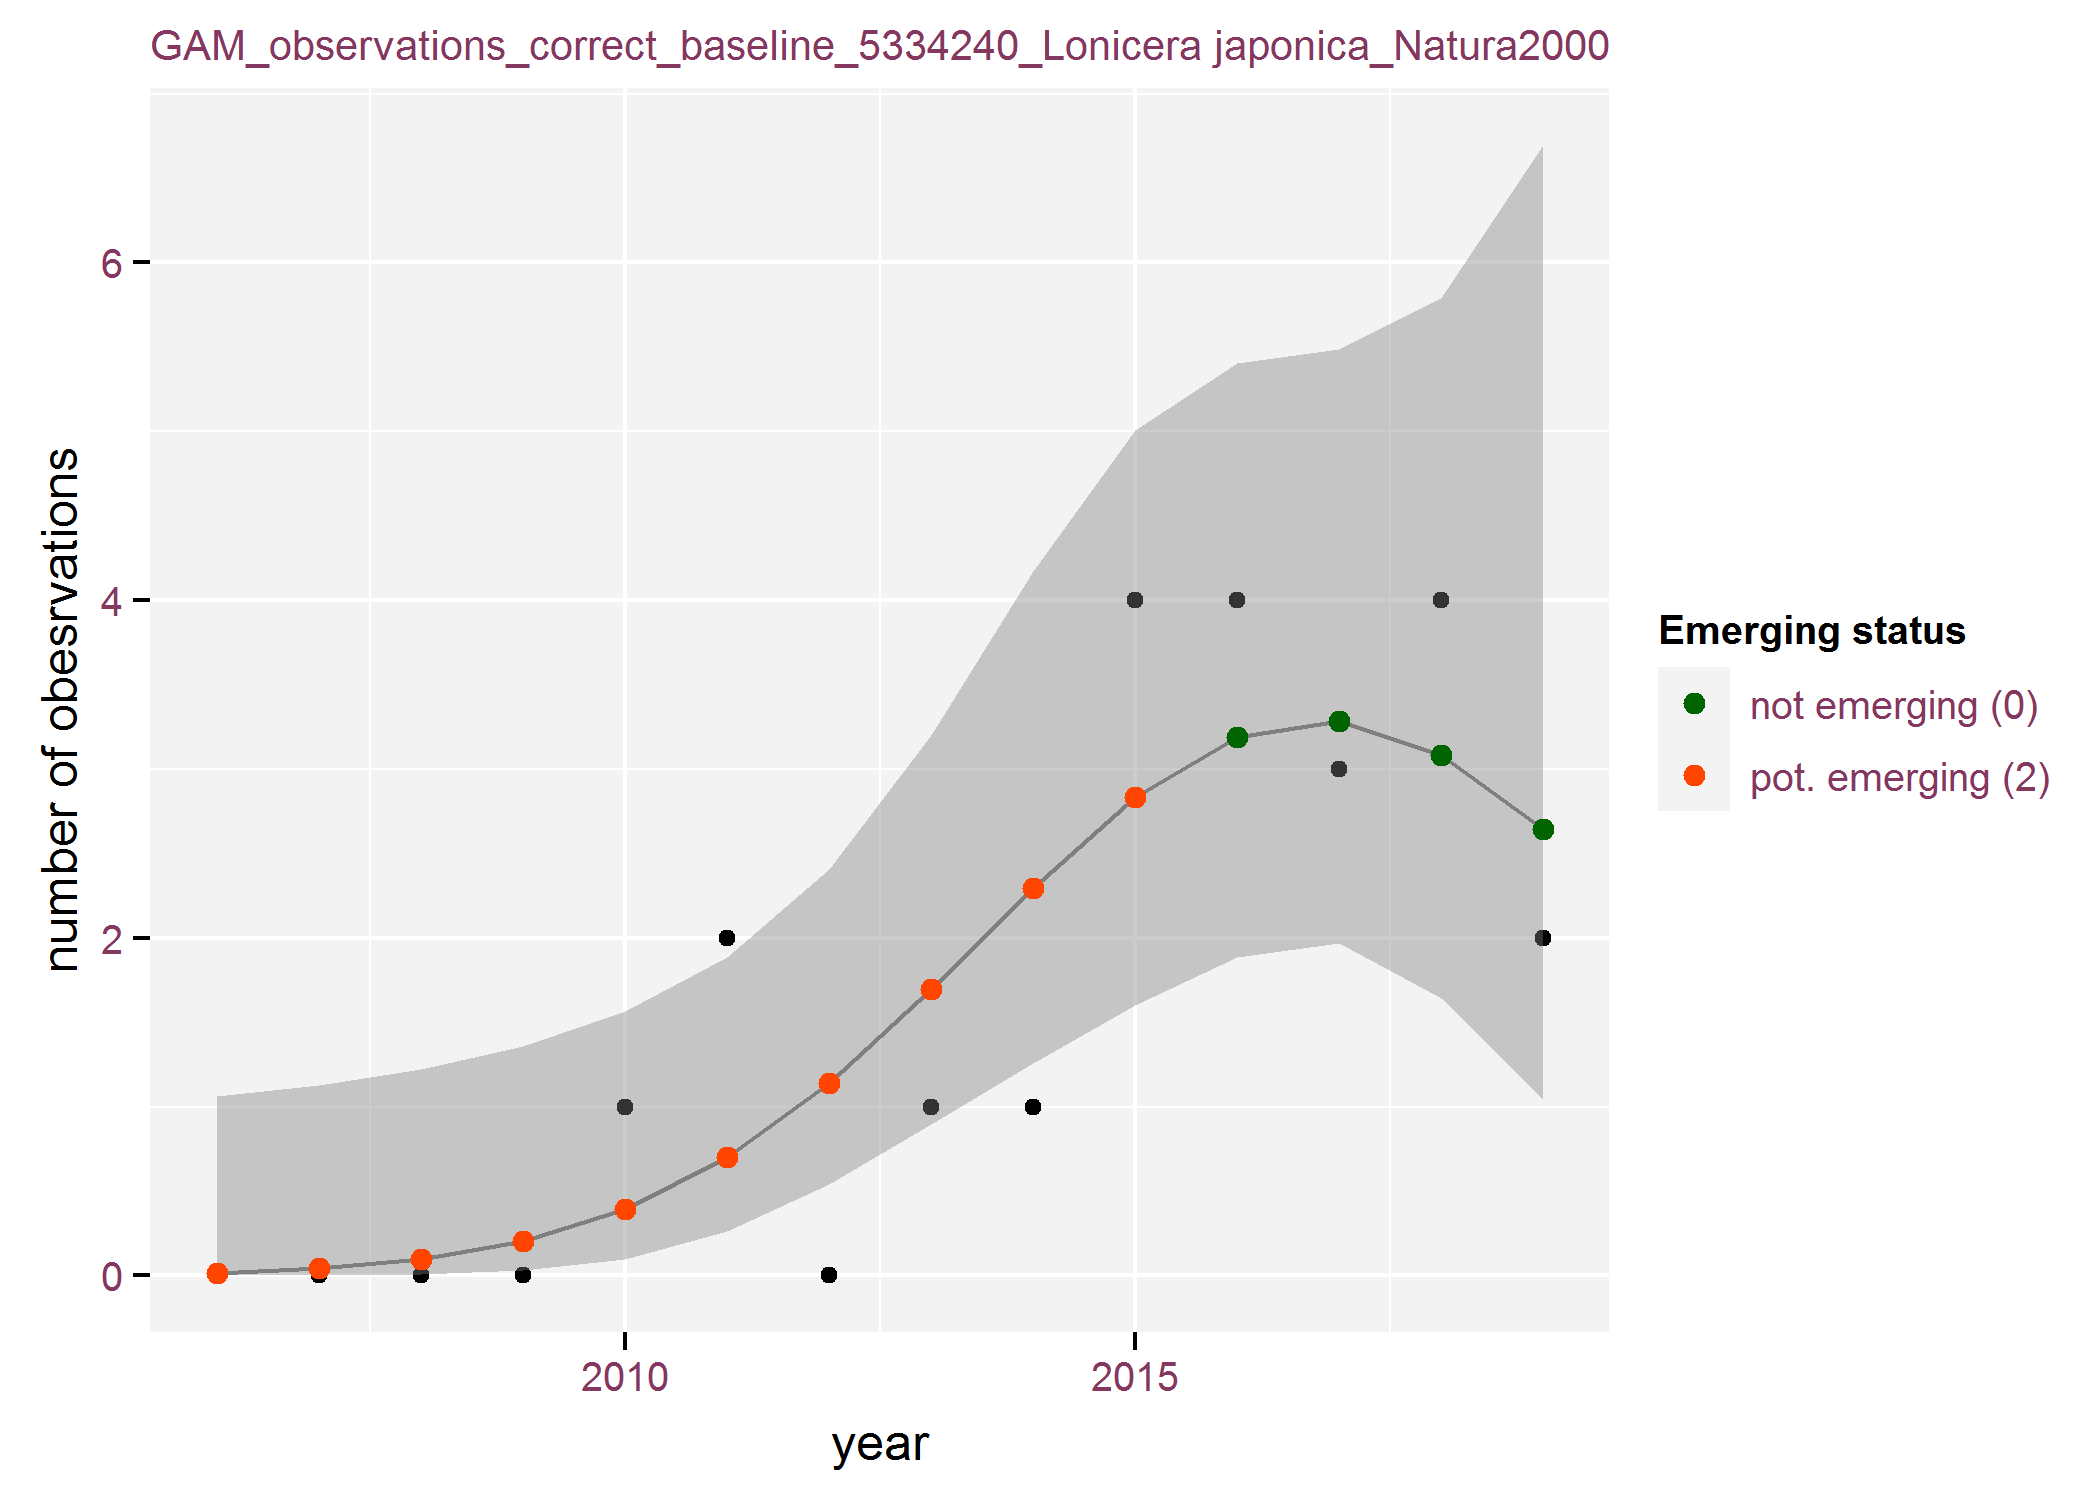 GAM_observations_correct_baseline_5334240_Lonicera japonica_Natura2000
number of obesrvations
6
4
2
0
2010
2015
year
Emerging status
not emerging (0)
pot. emerging (2)